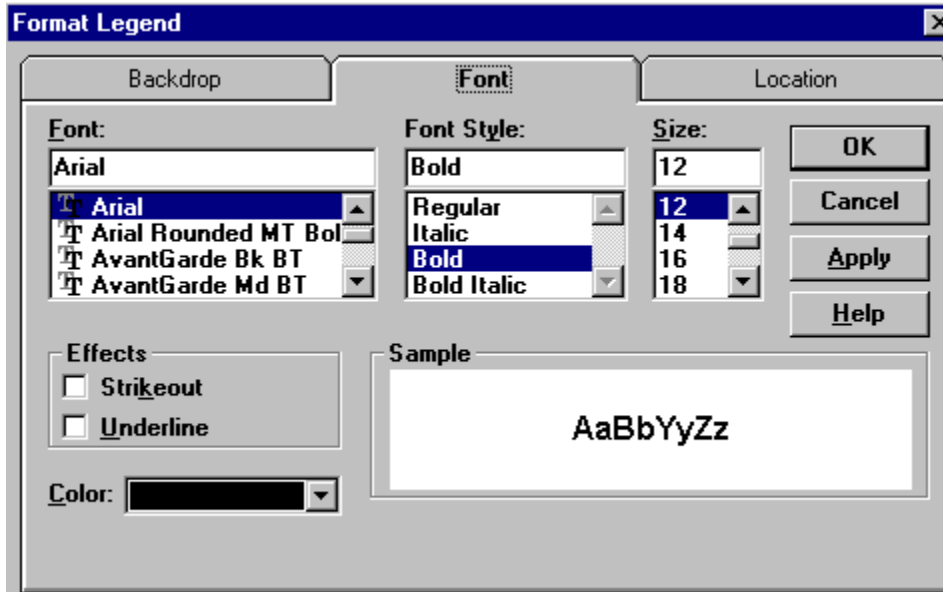 Format Legend
Backdrop
Font
Location
Font:
Arial
Arial
Arial Rounded MT Bol
AvantGarde Bk BT
AvantGarde Md BT
Font Style:
Bold
Regular
Italic
Bold
Bold Italic
Size:
12
12
14
16
18
OK
Cancel
Apply
Help
Effects
Strikeout
Underline
Color:
Sample
AaBbYyZz